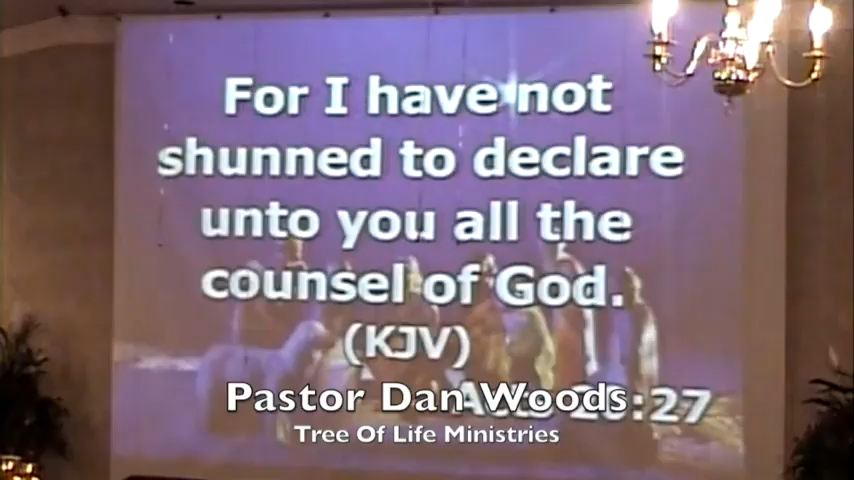 For I have not
shunned to declare
unto you all the
counsel of God.
(KJV)
Pastor Dan Woods
:27
Tree Of Life Ministries